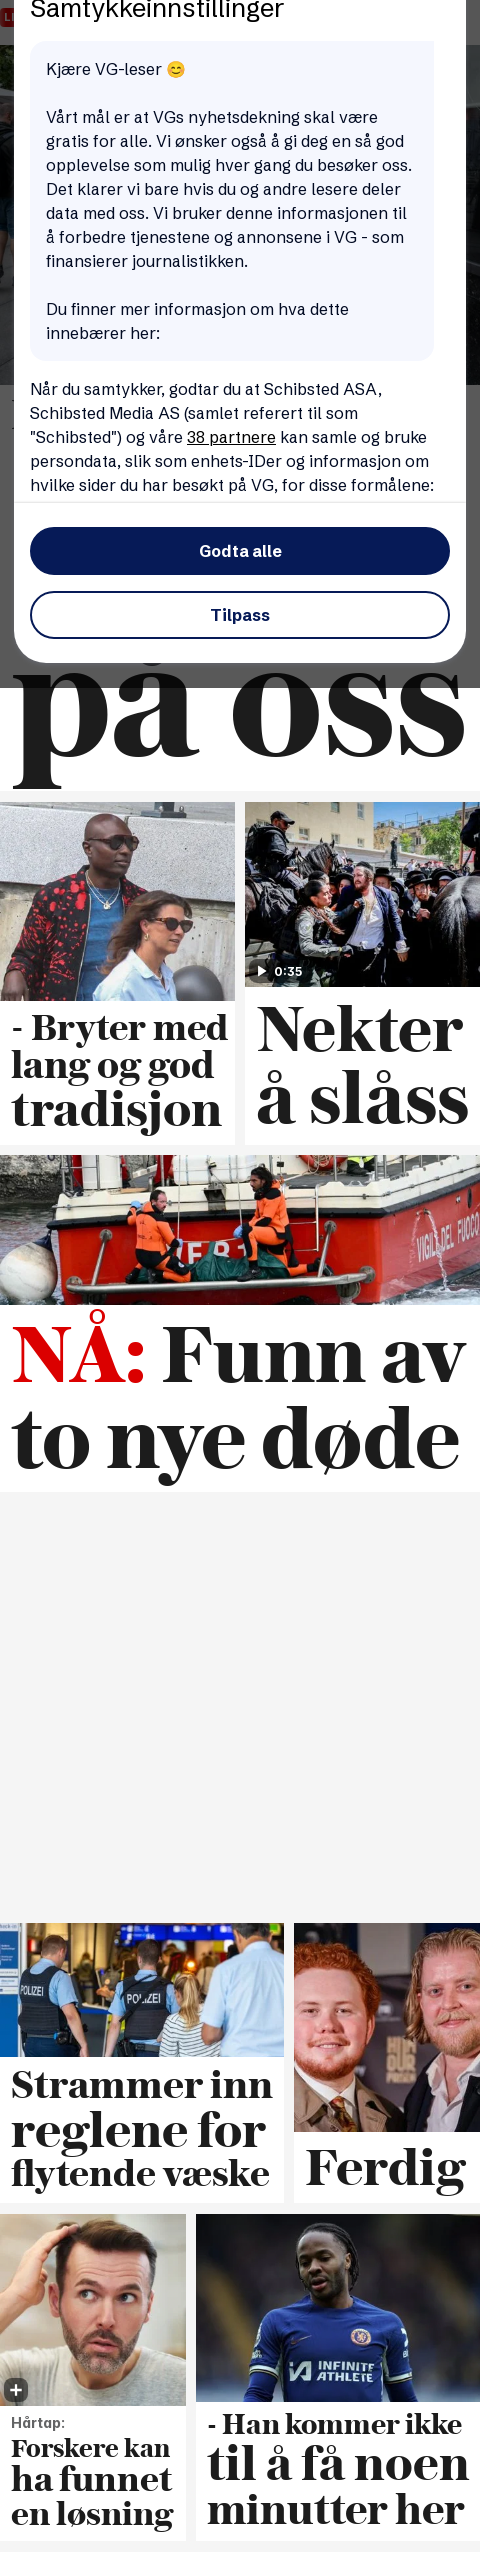 Samtykkeinnstillinger
Kjære VG-leser 😊
Vårt mål er at VGs nyhetsdekning skal være
gratis for alle. Vi ønsker også å gi deg en så god
opplevelse som mulig hver gang du besøker oss.
Det klarer vi bare hvis du og andre lesere deler
data med oss. Vi bruker denne informasjonen til
å forbedre tjenestene og annonsene i VG - som
finansierer journalistikken.
Du finner mer informasjon om hva dette
innebærer her:
Når du samtykker, godtar du at Schibsted ASA,
Schibsted Media AS (samlet referert til som
"Schibsted") og våre 38 partnere kan samle og bruke
persondata, slik som enhets-IDer og informasjon om
hvilke sider du har besøkt på VG, for disse formålene:
Godta alle
Tilpass
på oss
0:35
- Bryter med
lang og god
tradisjon
Nekter
å slåss
VIGILI DEL FUOCO
NÅ: Funn av
to nye døde
POLIZEI
POLIZEI
Strammer inn
reglene for
flytende væske
Ferdig
Hårtap:
Forskere kan
ha funnet
en løsning
INFINITE
ATHLETE
- Han kommer ikke
til å få noen
minutter her